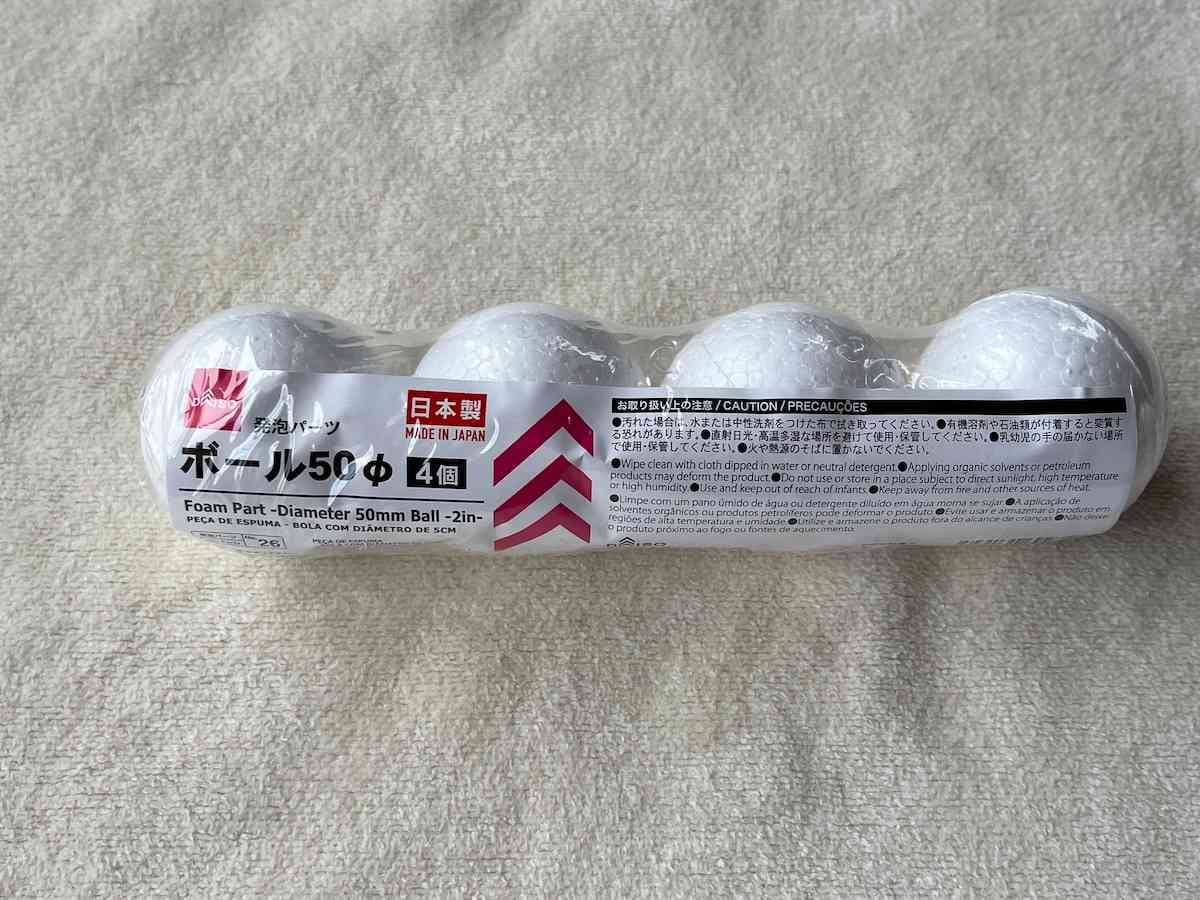 DAISO
発泡パーツ
ボール50φ 4個
日本製
MADE IN JAPAN
Foam Part -Diameter 50mm Ball -2in-
PEÇA DE ESPUMA - BOLA COM DIÂMETRO DE 5CM
26
PEÇA DE ESPUMA
お取り扱い上の注意 / CAUTION / PRECAUÇÕES
●汚れた場合は、水または中性洗剤をつけた布で拭き取ってください。●有機溶剤や石油類が付着すると変質す
る恐れがあります。●直射日光・高温多湿な場所を避けて使用・保管してください。●乳幼児の手の届かない場所
で使用・保管してください。●火や熱源のそばに置かないでください。
●Wipe clean with cloth dipped in water or neutral detergent.●Applying organic solvents or petroleum
products may deform the product.●Do not use or store in a place subject to direct sunlight, high temperature
or high humidity.●Use and keep out of reach of infants.●Keep away from fire and other sources of heat.
●Limpe com um pano úmido de água ou detergente diluído em água morna se sujar.●A aplicação de
solventes orgânicos ou produtos petrolíferos pode deformar o produto.●Evite usar e armazenar o produto em
regiões de alta temperatura e umidade.●Utilize e armazene o produto fora do alcance de crianças.●Não deixe
o produto próximo ao fogo ou fontes de aquecimento.
DAISO